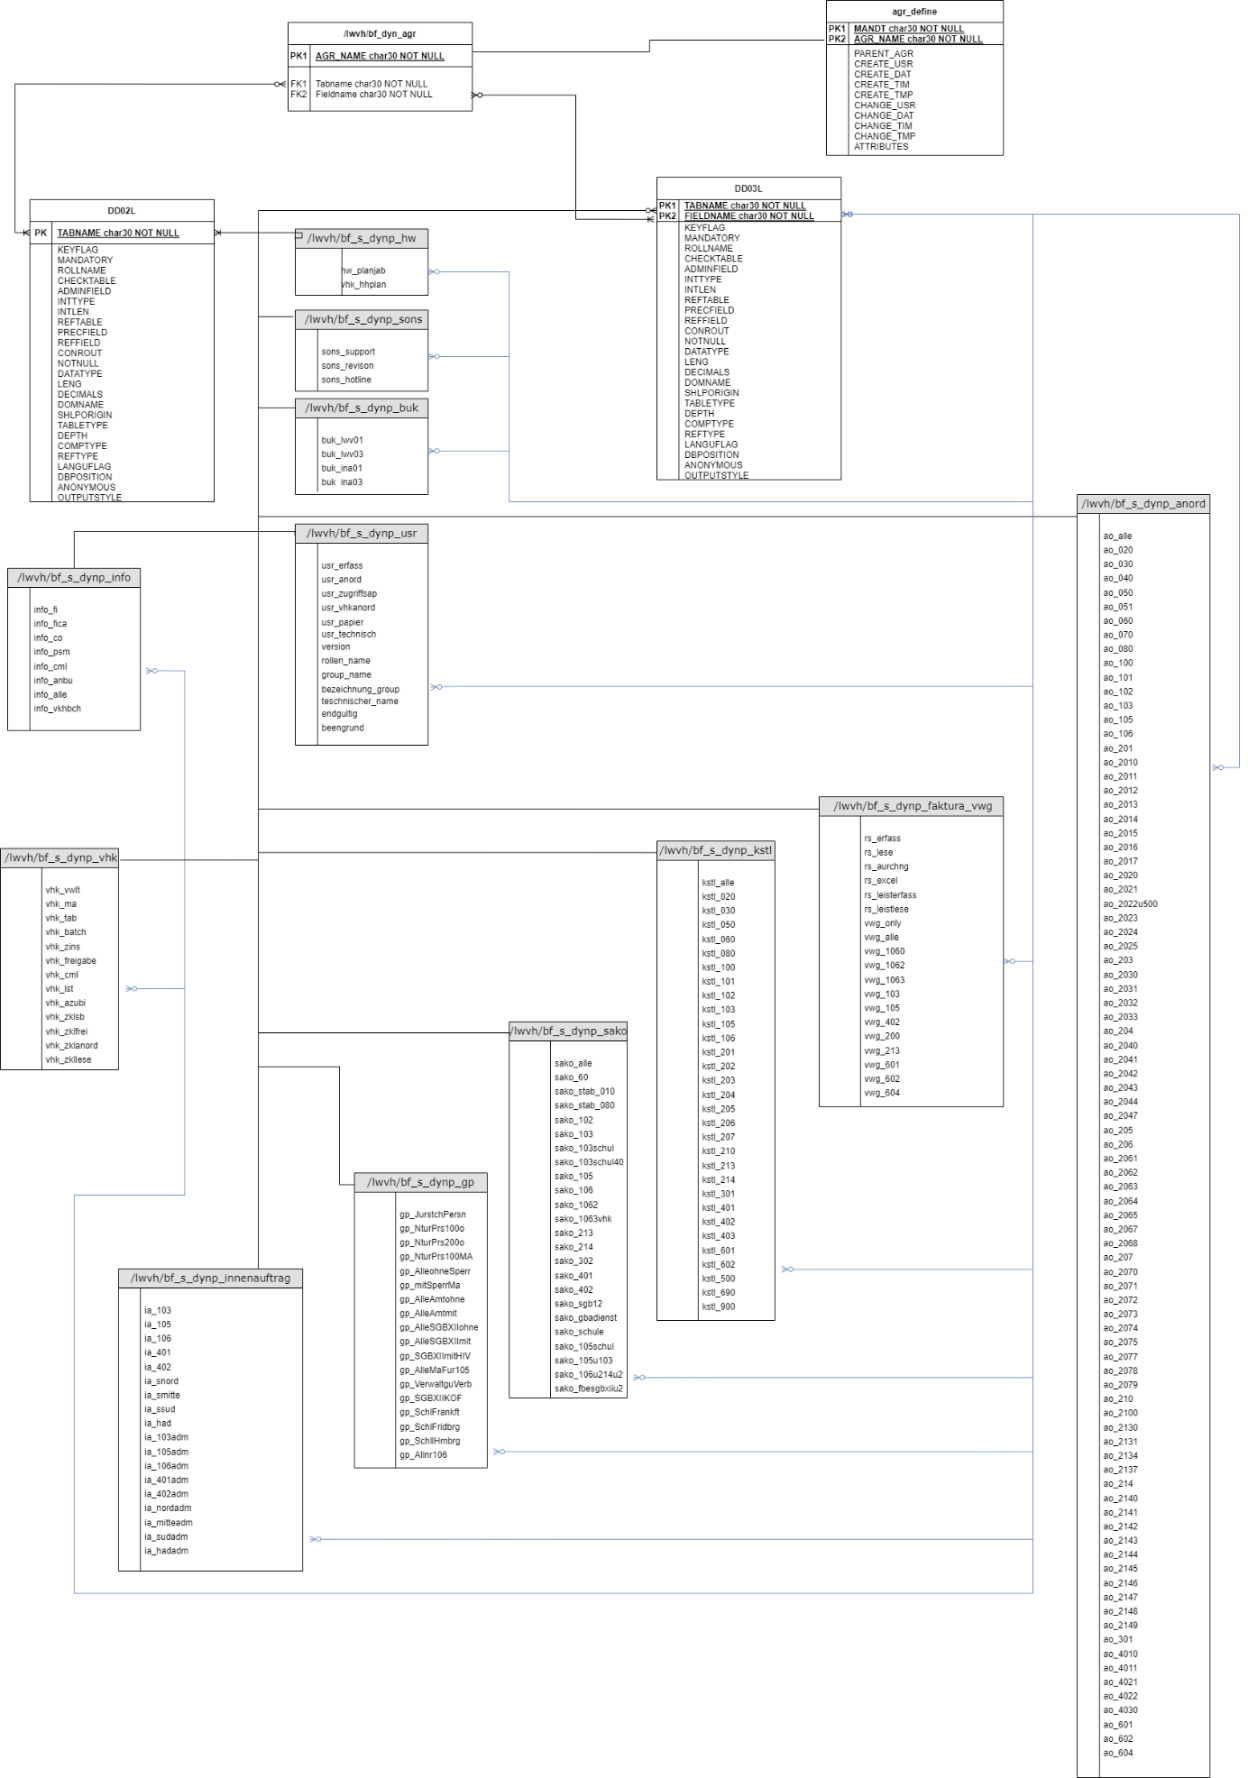 /lwvh/bf_dyn_agr
PK1 AGR_NAME char30 NOT NULL
FK1 Tabname char30 NOT NULL
FK2 Fieldname char30 NOT NULL
agr_define
PK1 MANDT char30 NOT NULL
PK2 AGR_NAME char30 NOT NULL
PARENT_AGR
CREATE_USR
CREATE_DAT
CREATE_TIM
CREATE_TMP
CHANGE_USR
CHANGE_DAT
CHANGE_TIM
CHANGE_TMP
ATTRIBUTES
DD02L
PK TABNAME char30 NOT NULL
KEYFLAG
MANDATORY
ROLLNAME
CHECKTABLE
ADMINFIELD
INTTYPE
INTLEN
REFTABLE
PRECFIELD
REFFIELD
CONROUT
NOTNULL
DATATYPE
LENG
DECIMALS
DOMNAME
SHLPORIGIN
TABLETYPE
DEPTH
COMPTYPE
REFTYPE
LANGUFLAG
DBPOSITION
ANONYMOUS
OUTPUTSTYLE
/lwvh/bf_s_dynp_hw
hw_planjab
vhk_hhplan
/lwvh/bf_s_dynp_sons
sons_support
sons_revison
sons_hotline
/lwvh/bf_s_dynp_buk
buk_lwv01
buk_lwv03
buk_ina01
buk_ina03
DD03L
PK1 TABNAME char30 NOT NULL
PK2 FIELDNAME char30 NOT NULL
KEYFLAG
MANDATORY
ROLLNAME
CHECKTABLE
ADMINFIELD
INTTYPE
INTLEN
REFTABLE
PRECFIELD
REFFIELD
CONROUT
NOTNULL
DATATYPE
LENG
DECIMALS
DOMNAME
SHLPORIGIN
TABLETYPE
DEPTH
COMPTYPE
REFTYPE
LANGUFLAG
DBPOSITION
ANONYMOUS
OUTPUTSTYLE
/lwvh/bf_s_dynp_usr
usr_erfass
usr_anord
usr_zugriffsap
usr_vhkanord
usr_papier
usr_technisch
version
rollen_name
group_name
bezeichnung_group
teschnischer_name
endgultig
beengrund
/lwvh/bf_s_dynp_info
info_fi
info_fica
info_co
info_psm
info_cml
info_anbu
info_alle
info_vkhbch
/lwvh/bf_s_dynp_vhk
vhk_vwlt
vhk_ma
vhk_tab
vhk_batch
vhk_zins
vhk_freigabe
vhk_cml
vhk_lst
vhk_azubi
vhk_zklsb
vhk_zklfrei
vhk_zklanord
vhk_zkllese
/lwvh/bf_s_dynp_innenauftrag
ia_103
ia_105
ia_106
ia_401
ia_402
ia_snord
ia_smitte
ia_ssud
ia_had
ia_103adm
ia_105adm
ia_106adm
ia_401adm
ia_402adm
ia_nordadm
ia_mitteadm
ia_sudadm
ia_hadadm
/lwvh/bf_s_dynp_gp
gp_JurstchPersn
gp_NturPrs100o
gp_NturPrs200o
gp_NturPrs100MA
gp_AlleohneSperr
gp_mitSperrMa
gp_AlleAmtohne
gp_AlleAmtmit
gp_AlleSGBXIIohne
gp_AlleSGBXIImit
gp_SGBXIImitHIV
gp_AlleMaFur105
gp_VerwaltguVerb
gp_SGBXIIKOF
gp_SchlFrankft
gp_SchlFridbrg
gp_SchllHmbrg
gp_Allnr106
/lwvh/bf_s_dynp_sako
sako_alle
sako_60
sako_stab_010
sako_stab_080
sako_102
sako_103
sako_103schul
sako_103schul40
sako_105
sako_106
sako_1062
sako_1063vhk
sako_213
sako_214
sako_302
sako_401
sako_402
sako_sgb12
sako_gbadienst
sako_schule
sako_105schul
sako_105u103
sako_106u214u2
sako_fbesgbxiiu2
/lwvh/bf_s_dynp_kstl
kstl_alle
kstl_020
kstl_030
kstl_050
kstl_060
kstl_080
kstl_100
kstl_101
kstl_102
kstl_103
kstl_105
kstl_106
kstl_201
kstl_202
kstl_203
kstl_204
kstl_205
kstl_206
kstl_207
kstl_210
kstl_213
kstl_214
kstl_301
kstl_401
kstl_402
kstl_403
kstl_601
kstl_602
kstl_500
kstl_690
kstl_900
/lwvh/bf_s_dynp_faktura_vwg
rs_erfass
rs_lese
rs_aurchng
rs_excel
rs_leisterfass
rs_leistlese
vwg_only
vwg_alle
vwg_1060
vwg_1062
vwg_1063
vwg_103
vwg_105
vwg_402
vwg_200
vwg_213
vwg_601
vwg_602
vwg_604
/lwvh/bf_s_dynp_anord
ao_alle
ao_020
ao_030
ao_040
ao_050
ao_051
ao_060
ao_070
ao_080
ao_100
ao_101
ao_102
ao_103
ao_105
ao_106
ao_201
ao_2010
ao_2011
ao_2012
ao_2013
ao_2014
ao_2015
ao_2016
ao_2017
ao_2020
ao_2021
ao_2022u500
ao_2023
ao_2024
ao_2025
ao_203
ao_2030
ao_2031
ao_2032
ao_2033
ao_204
ao_2040
ao_2041
ao_2042
ao_2043
ao_2044
ao_2047
ao_205
ao_206
ao_2061
ao_2062
ao_2063
ao_2064
ao_2065
ao_2067
ao_2068
ao_207
ao_2070
ao_2071
ao_2072
ao_2073
ao_2074
ao_2075
ao_2077
ao_2078
ao_2079
ao_210
ao_2100
ao_2130
ao_2131
ao_2134
ao_2137
ao_214
ao_2140
ao_2141
ao_2142
ao_2143
ao_2144
ao_2145
ao_2146
ao_2147
ao_2148
ao_2149
ao_301
ao_4010
ao_4011
ao_4021
ao_4022
ao_4030
ao_601
ao_602
ao_604